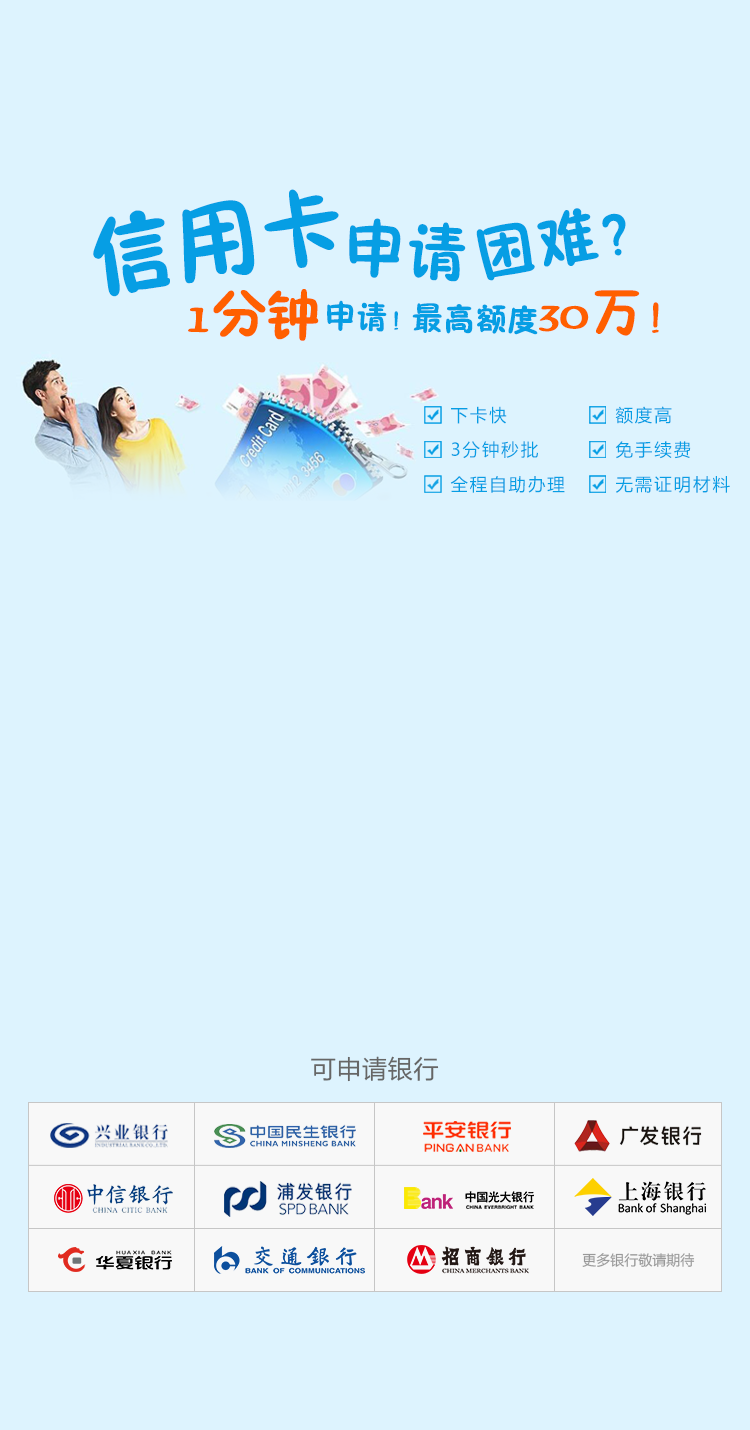 信用卡申请困难？
1分钟申请！最高额度30万！
Credit Card
3456
下卡快
额度高
3分钟秒批
免手续费
全程自助办理
无需证明材料
可申请银行
兴业银行
INDUSTRIAL BANK CO.,LTD.
中国民生银行
CHINA MINSHENG BANK
平安银行
PING AN BANK
广发银行
中信银行
CHINA CITIC BANK
浦发银行
SPD BANK
Bank
中国光大银行
CHINA EVERBRIGHT BANK
上海银行
Bank of Shanghai
HUAXIA BANK
华夏银行
交通銀行
BANK OF COMMUNICATIONS
招商银行
CHINA MERCHANTS BANK
更多银行敬请期待